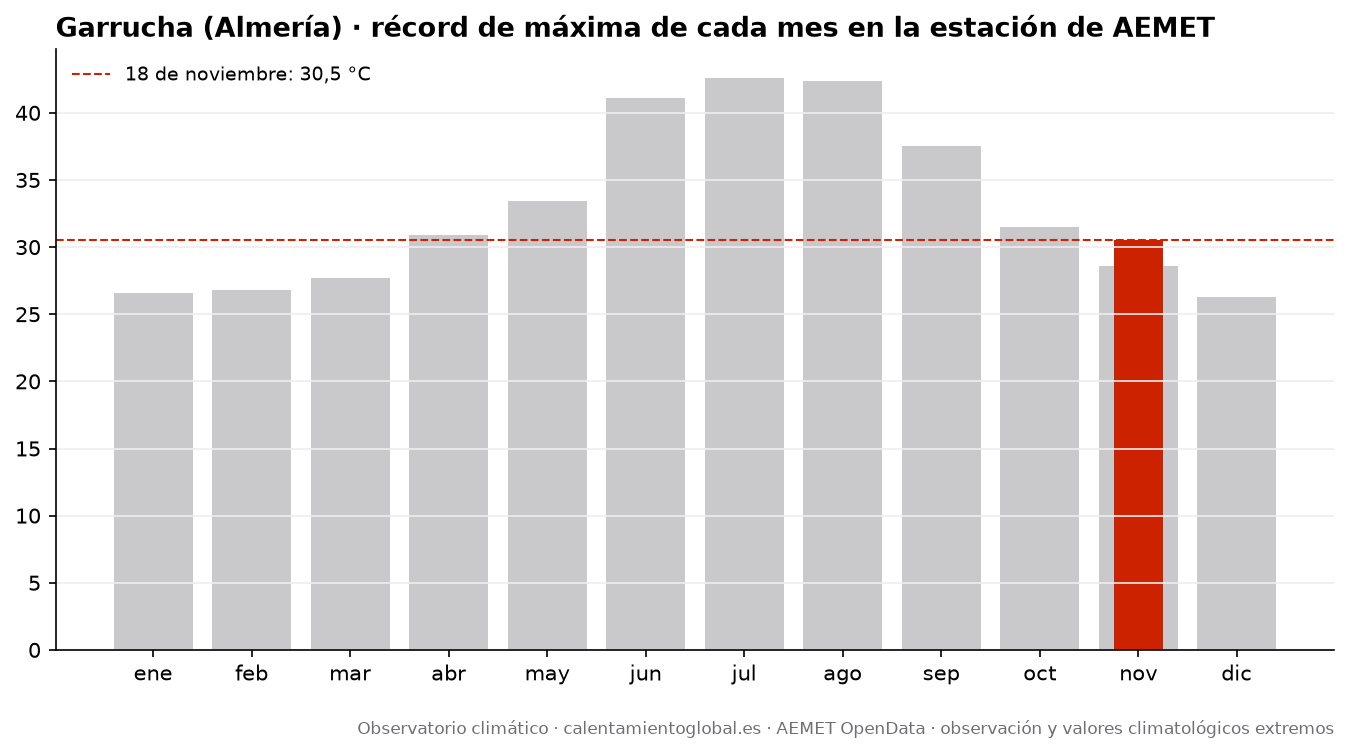 Garrucha (Almería) · récord de máxima de cada mes en la estación de AEMET
18 de noviembre: 30,5 °C
40
35
30
25
20
15
10
5
0
ene feb mar abr may jun jul ago sep oct nov dic
Observatorio climático · calentamientoglobal.es · AEMET OpenData · observación y valores climatológicos extremos